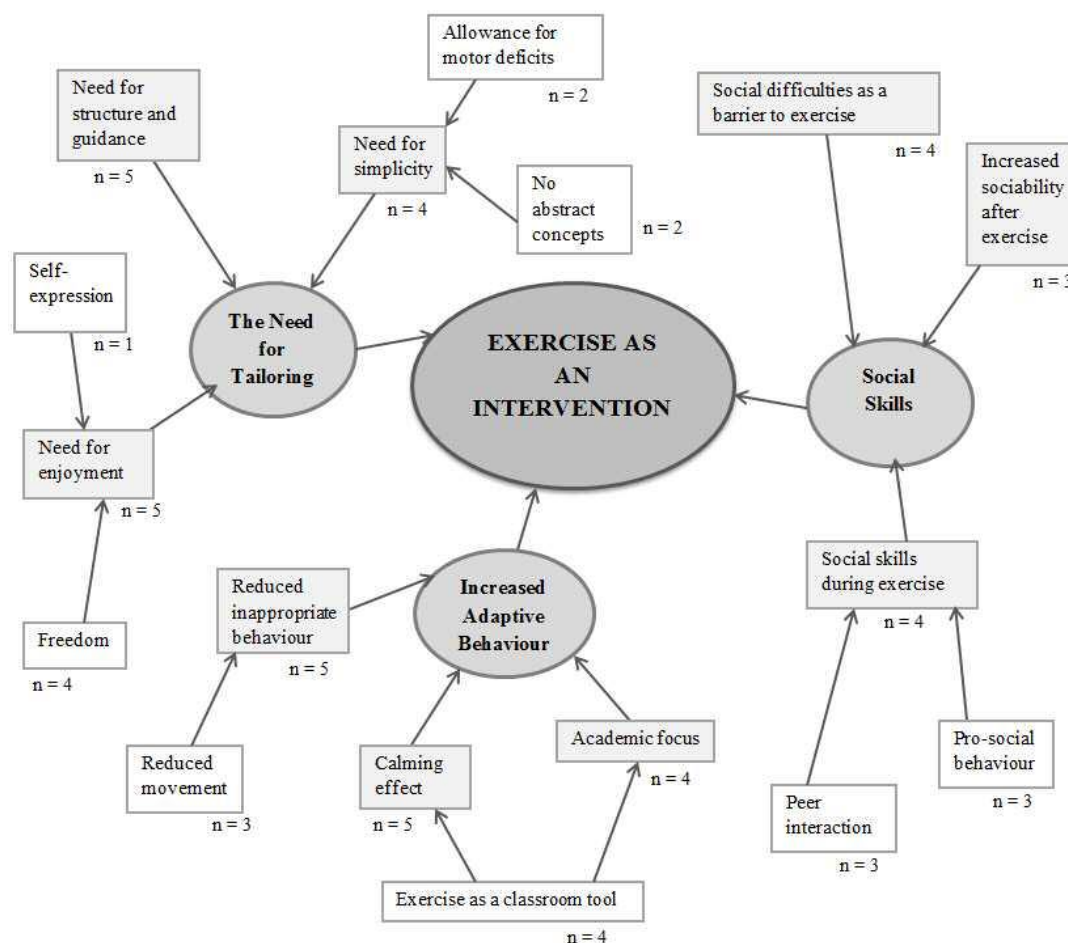 Allowance for
motor deficits
n = 2
Need for
structure and
guidance
n = 5
Need for
simplicity
n = 4
No
abstract
concepts
n = 2
Social difficulties as a
barrier to exercise
n = 4
Increased
sociability
after
exercise
n = 3
Self-
expression
n = 1
The Need
for
Tailoring
EXERCISE AS
AN
INTERVENTION
Social
Skills
Need for
enjoyment
n = 5
Freedom
n = 4
Reduced
inappropriate
behaviour
n = 5
Increased
Adaptive
Behaviour
Social skills
during exercise
n = 4
Reduced
movement
n = 3
Calming
effect
n = 5
Academic focus
n = 4
Pro-social
behaviour
n = 3
Peer
interaction
n = 3
Exercise as a classroom tool
n = 4